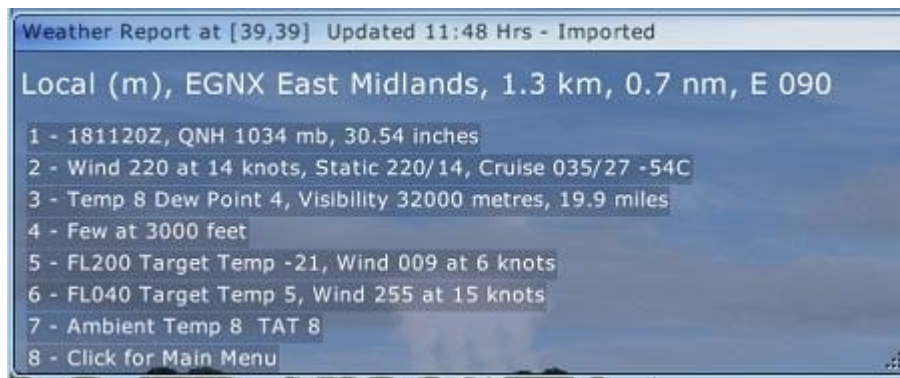 Weather Report at [39,39]  Updated 11:48 Hrs - Imported
Local (m), EGNX East Midlands, 1.3 km, 0.7 nm, E 090
1 - 181120Z, QNH 1034 mb, 30.54 inches
2 - Wind 220 at 14 knots, Static 220/14, Cruise 035/27 -54C
3 - Temp 8 Dew Point 4, Visibility 32000 metres, 19.9 miles
4 - Few at 3000 feet
5 - FL200 Target Temp -21, Wind 009 at 6 knots
6 - FL040 Target Temp 5, Wind 255 at 15 knots
7 - Ambient Temp 8  TAT 8
8 - Click for Main Menu